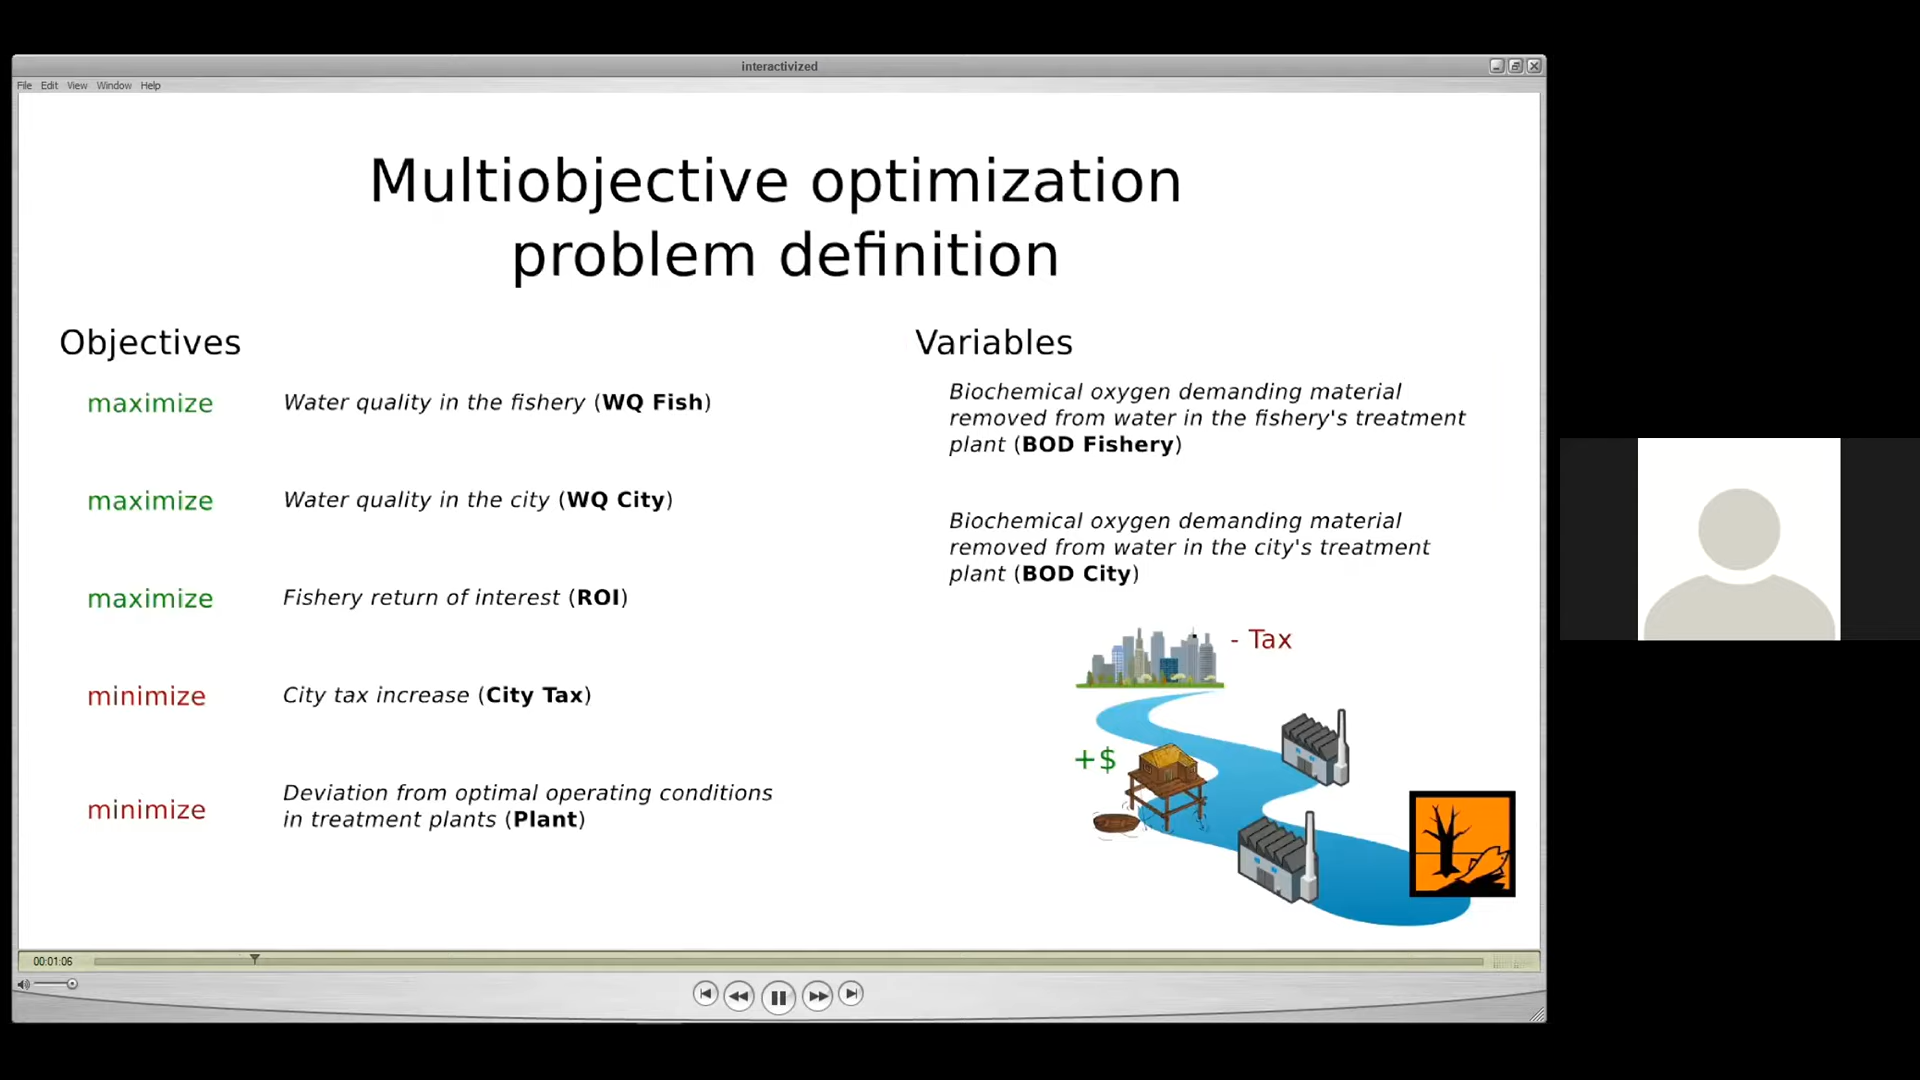 interactivized
File Edit View Window Help
Multiobjective optimization
problem definition
Objectives
maximize Water quality in the fishery (WQ Fish)
maximize Water quality in the city (WQ City)
maximize Fishery return of interest (ROI)
minimize City tax increase (City Tax)
minimize Deviation from optimal operating conditions
in treatment plants (Plant)
Variables
Biochemical oxygen demanding material
removed from water in the fishery's treatment
plant (BOD Fishery)
Biochemical oxygen demanding material
removed from water in the city's treatment
plant (BOD City)
- Tax
+$
00:01:06